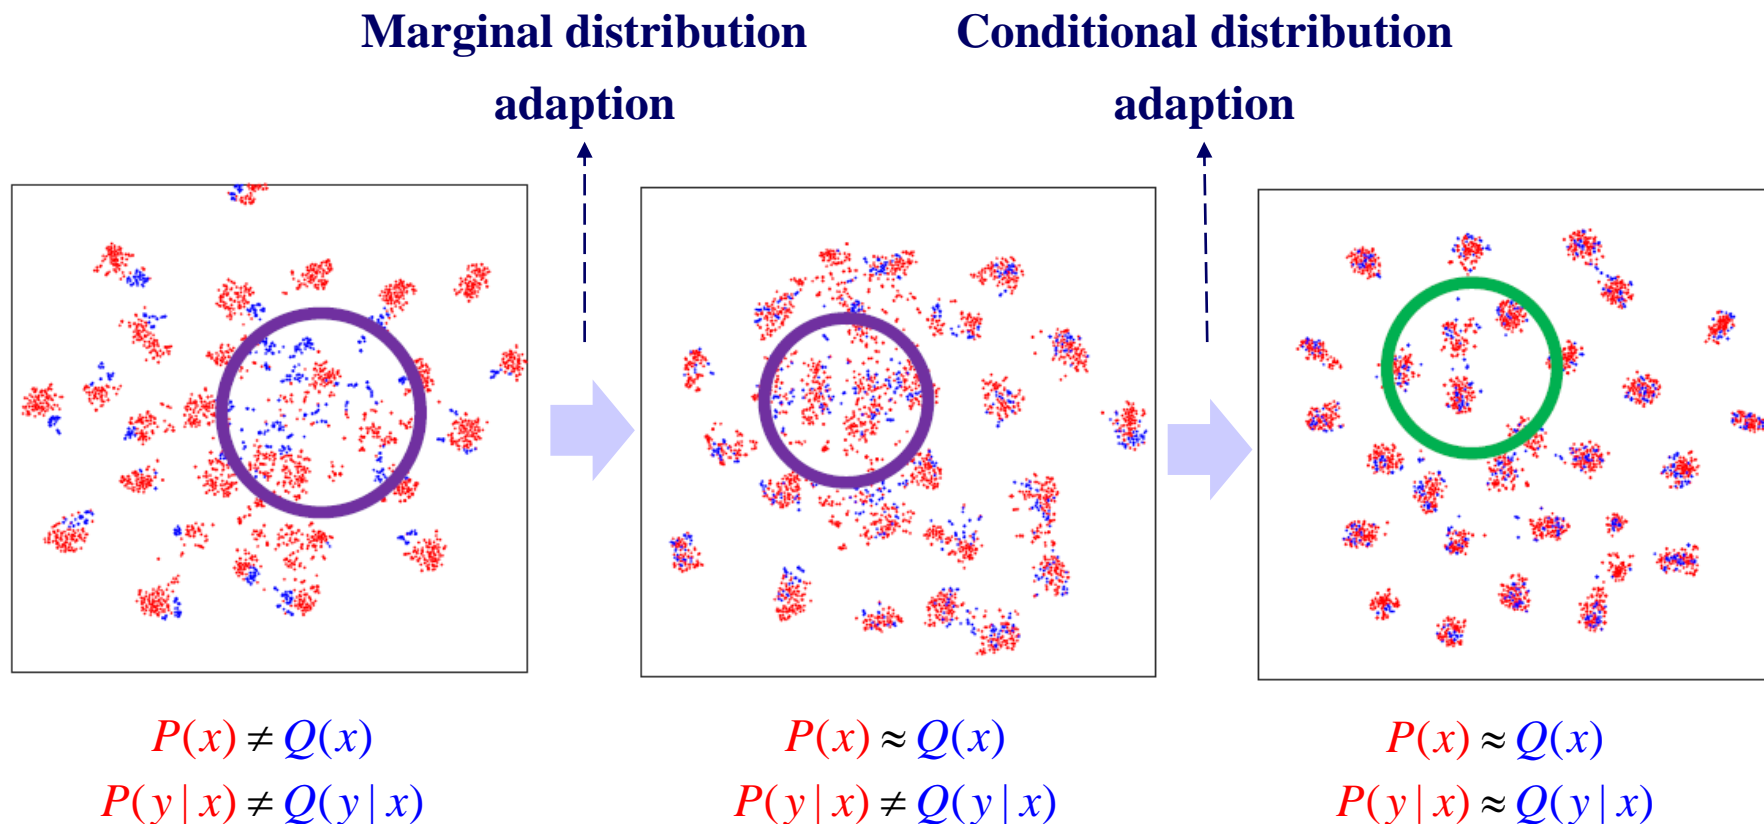 Marginal distribution
adaption
Conditional distribution
adaption
P(x) ≠ Q(x)
P(y | x) ≠ Q(y | x)
P(x) ≈ Q(x)
P(y | x) ≠ Q(y | x)
P(x) ≈ Q(x)
P(y | x) ≈ Q(y | x)